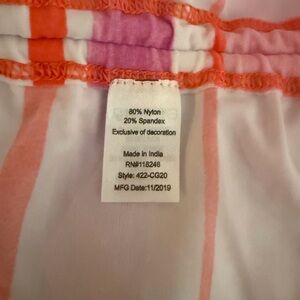 80% Nylon
20% Spandex
Exclusive of decoration
Made in India
RN#118246
Style: 422-CG20
MFG Date:11/2019